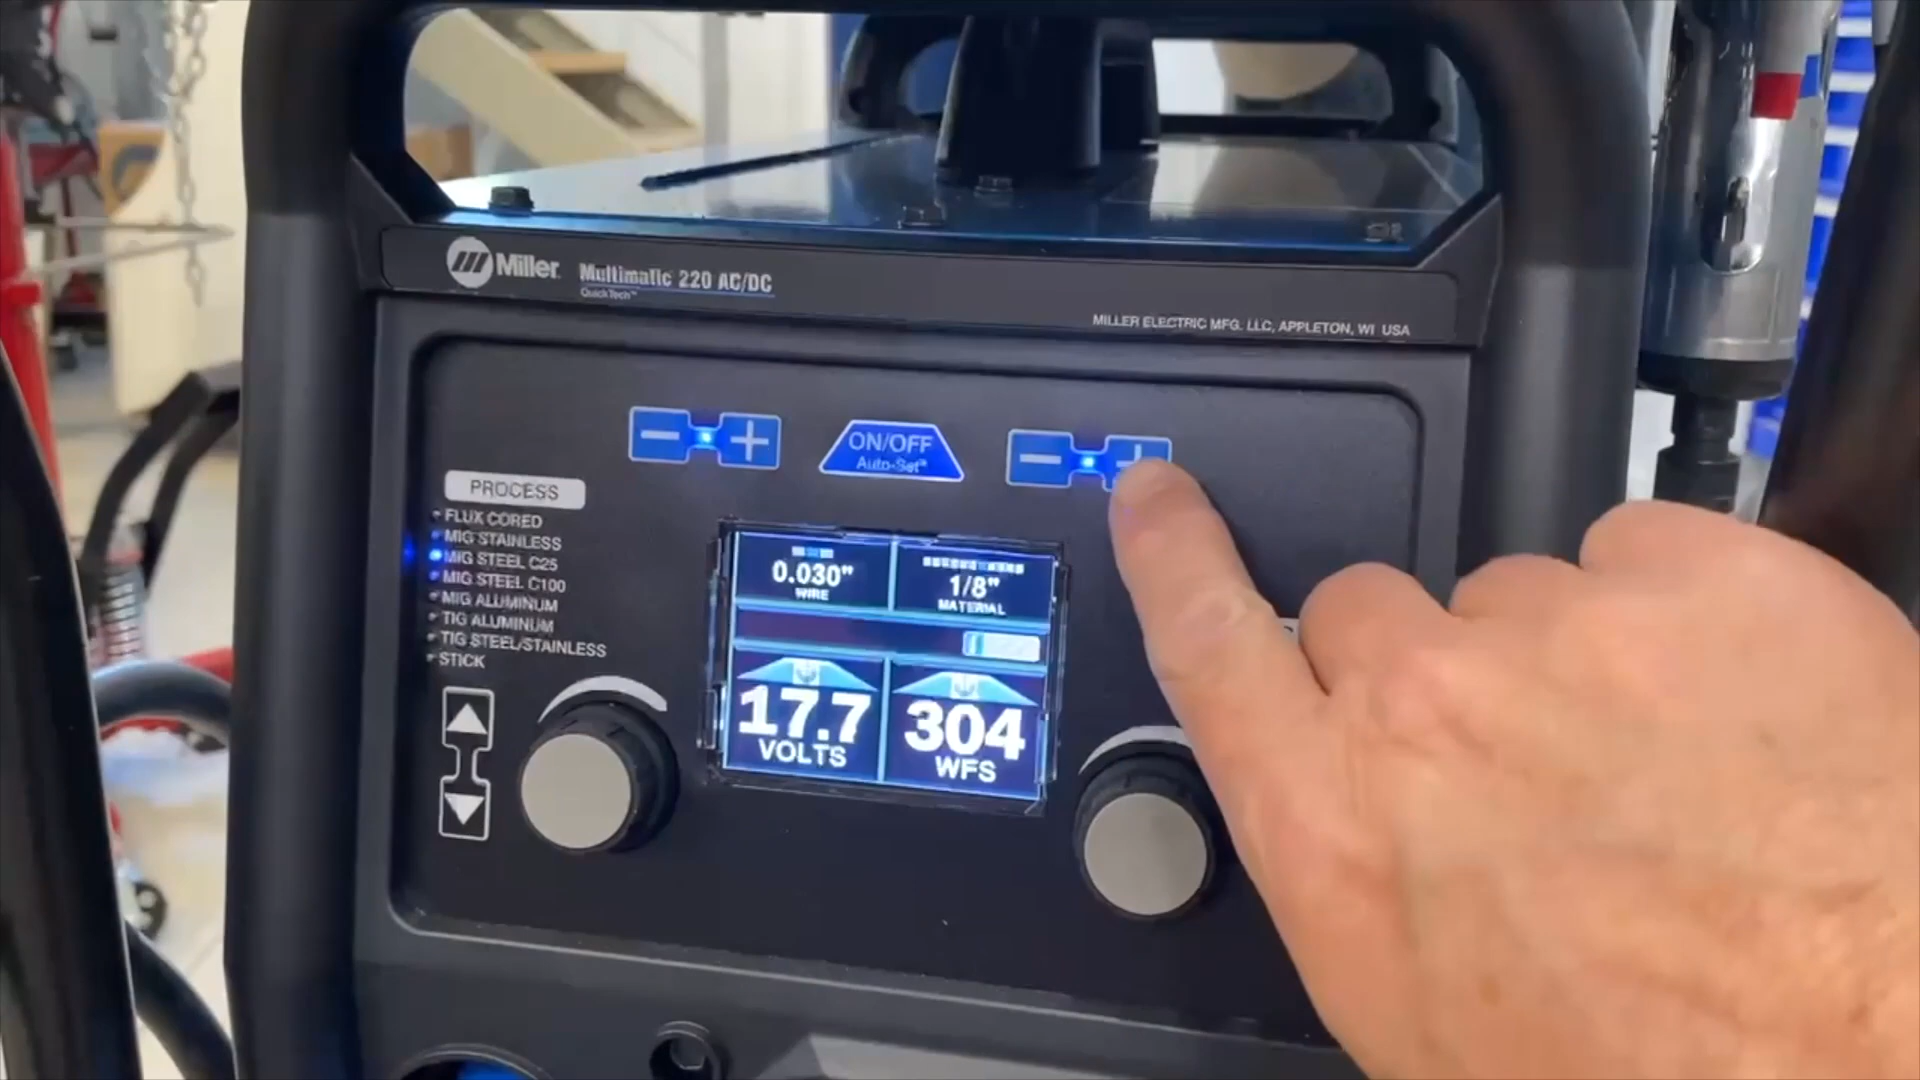 Miller
Multimatic 220 AC/DC
QuickTech™
MILLER ELECTRIC MFG. LLC, APPLETON, WI USA
ON/OFF
Auto-Set™
PROCESS
FLUX CORED
MIG STAINLESS
MIG STEEL C25
MIG STEEL C100
MIG ALUMINUM
TIG ALUMINUM
TIG STEEL/STAINLESS
STICK
0.030"
WIRE
1/8"
MATERIAL
17.7
VOLTS
304
WFS